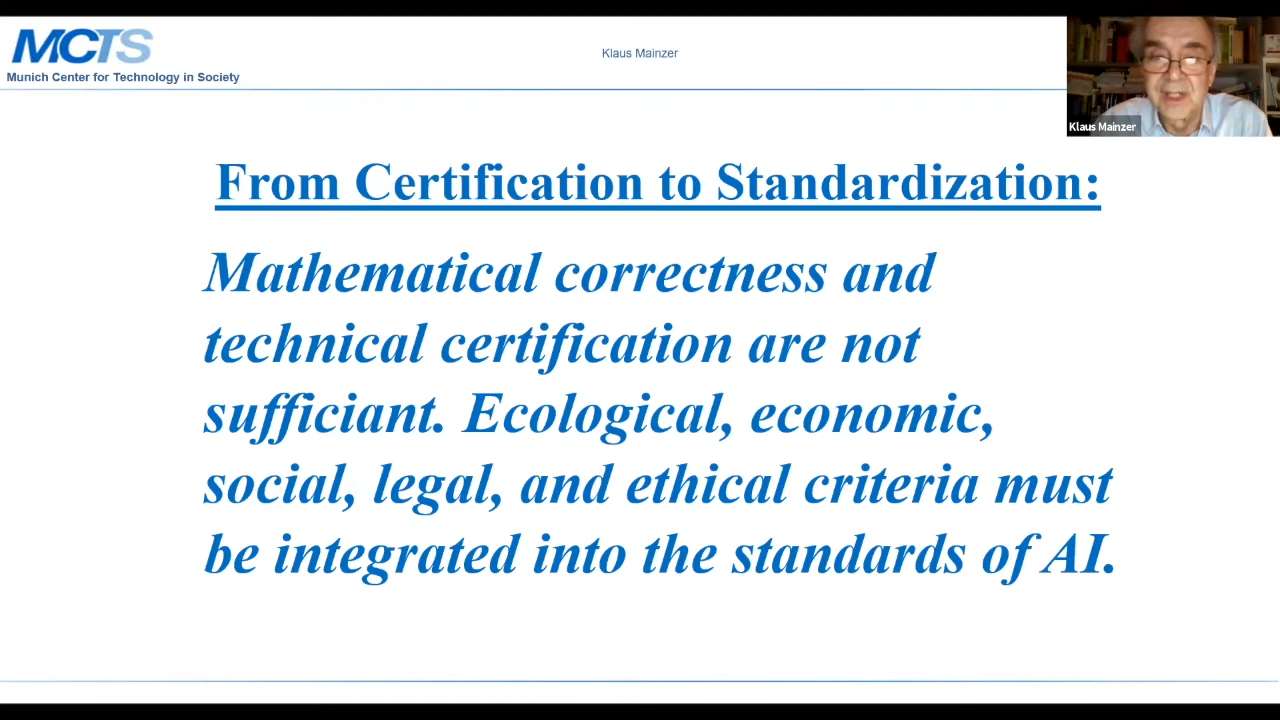 MCTS
Munich Center for Technology in Society
Klaus Mainzer
Klaus Mainzer
From Certification to Standardization:
Mathematical correctness and
technical certification are not
sufficiant. Ecological, economic,
social, legal, and ethical criteria must
be integrated into the standards of AI.